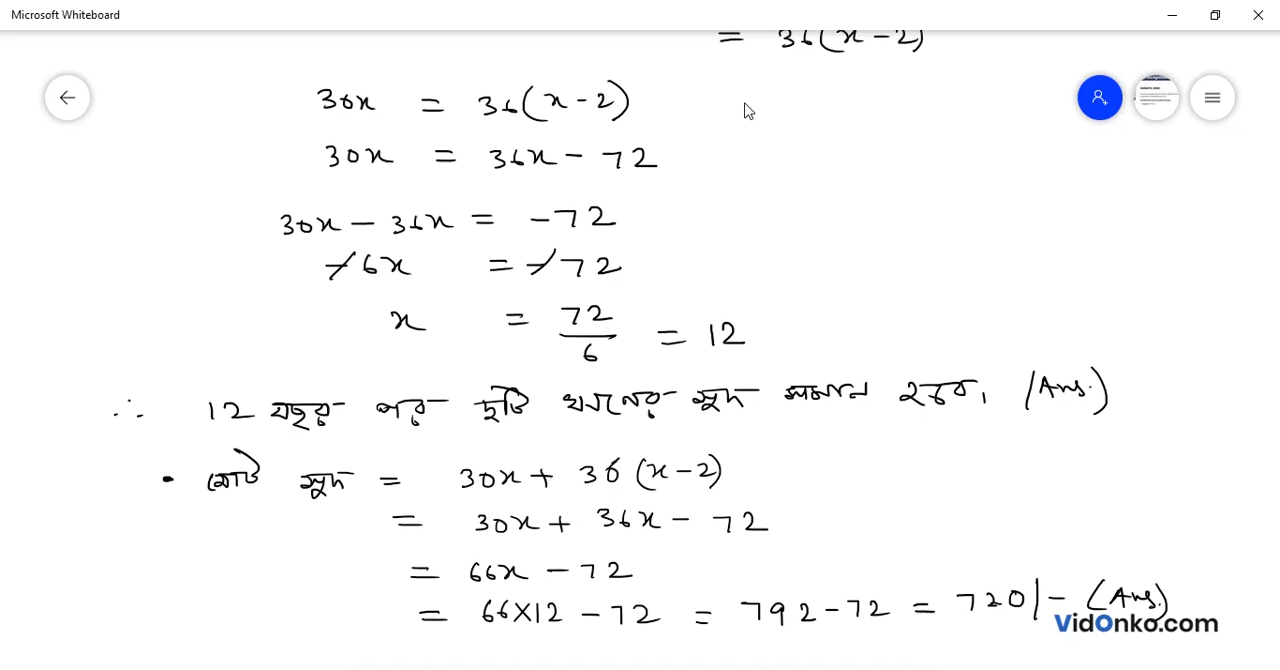 Microsoft Whiteboard
= 36(x-2)
30x = 36(x-2)
30x = 36x - 72
30x - 36x = -72
-6x = -72
x = 72/6 = 12
∴ 12 বছর পর দুটি ঋণের সুদ সমান হবে। (Ans.)
• মোট সুদ = 30x + 36(x-2)
= 30x + 36x - 72
= 66x - 72
= 66×12 - 72 = 792 - 72 = 720/- (Ans.)
VidOnko.com